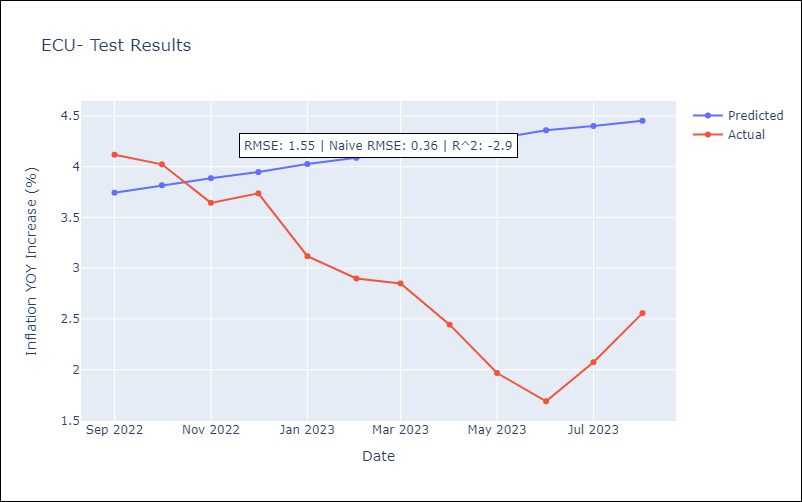 ECU- Test Results
Predicted
Actual
RMSE: 1.55 | Naive RMSE: 0.36 | R^2: -2.9
Inflation YOY Increase (%)
4.5
4
3.5
3
2.5
2
1.5
Sep 2022 Nov 2022 Jan 2023 Mar 2023 May 2023 Jul 2023
Date